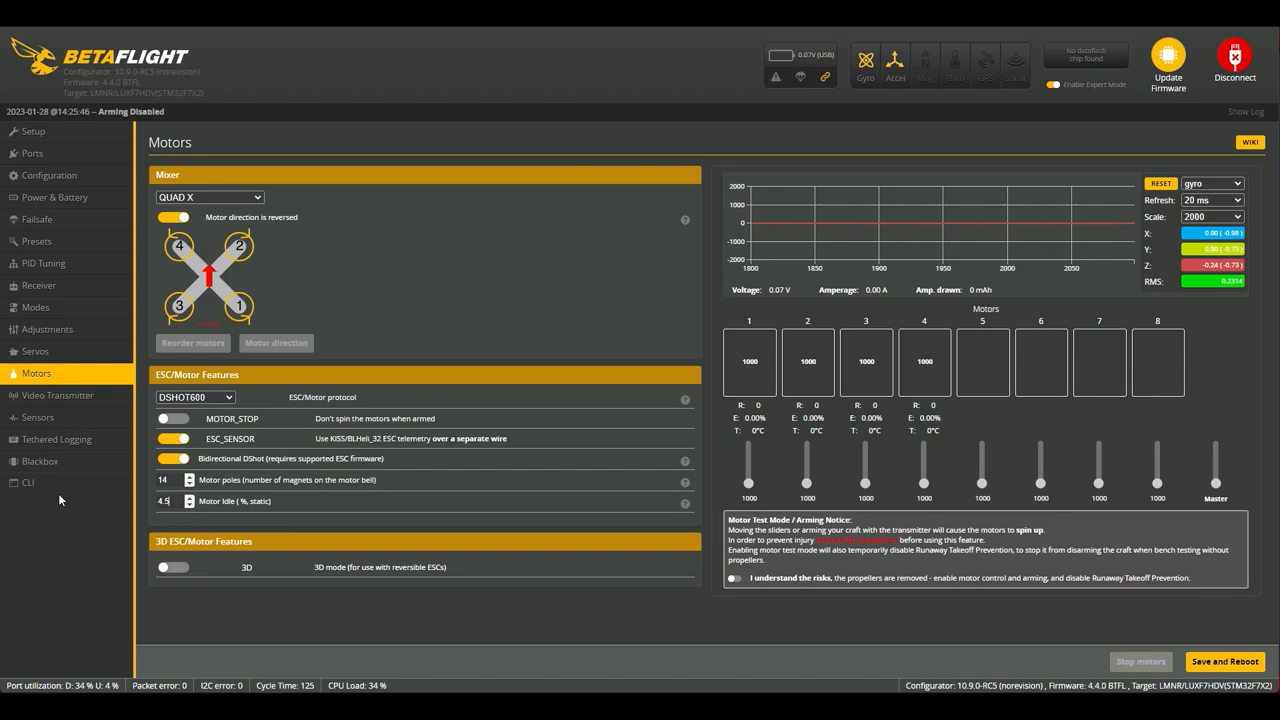 BETAFLIGHT
Configurator: 10.9.0-RC5 (norevision)
Firmware: 4.4.0 BTFL
Target: LMNR/LUXF7HDV(STM32F7X2)
0.07V (USB)
Gyro
Accel
Mag
Baro
GPS
Sonar
No dataflash
chip found
Enable Expert Mode
Update
Firmware
Disconnect
2023-01-28 @14:25:46 -- Arming Disabled
Show Log
Setup
Ports
Configuration
Power & Battery
Failsafe
Presets
PID Tuning
Receiver
Modes
Adjustments
Servos
Motors
Video Transmitter
Sensors
Tethered Logging
Blackbox
CLI
Motors
WIKI
Mixer
QUAD X
Motor direction is reversed
4
2
3
1
Reorder motors
Motor direction
ESC/Motor Features
DSHOT600
ESC/Motor protocol
MOTOR_STOP
Don't spin the motors when armed
ESC_SENSOR
Use KISS/BLHeli_32 ESC telemetry over a separate wire
Bidirectional DShot (requires supported ESC firmware)
14
Motor poles (number of magnets on the motor bell)
4.5
Motor Idle ( %, static)
3D ESC/Motor Features
3D
3D mode (for use with reversible ESCs)
2000
1000
0
-1000
-2000
1800 1850 1900 1950 2000 2050
RESET gyro
Refresh: 20 ms
Scale: 2000
X: 0.00 ( -0.98)
Y: 0.00 ( -0.73)
Z: -0.24 ( -0.73)
RMS: 0.2314
Voltage: 0.07 V Amperage: 0.00 A Amp. drawn: 0 mAh
Motors
1 2 3 4 5 6 7 8
1000 1000 1000 1000
R: 0 R: 0 R: 0 R: 0
E: 0.00% E: 0.00% E: 0.00% E: 0.00%
T: 0°C T: 0°C T: 0°C T: 0°C
1000 1000 1000 1000 1000 1000 1000 1000 Master
Motor Test Mode / Arming Notice:
Moving the sliders or arming your craft with the transmitter will cause the motors to spin up.
In order to prevent injury before using this feature.
Enabling motor test mode will also temporarily disable Runaway Takeoff Prevention, to stop it from disarming the craft when bench testing without
propellers.
I understand the risks, the propellers are removed - enable motor control and arming, and disable Runaway Takeoff Prevention.
Stop motors
Save and Reboot
Port utilization: D: 34 % U: 4 %
Packet error: 0
I2C error: 0
Cycle Time: 125
CPU Load: 34 %
Configurator: 10.9.0-RC5 (norevision) , Firmware: 4.4.0 BTFL, Target: LMNR/LUXF7HDV(STM32F7X2)